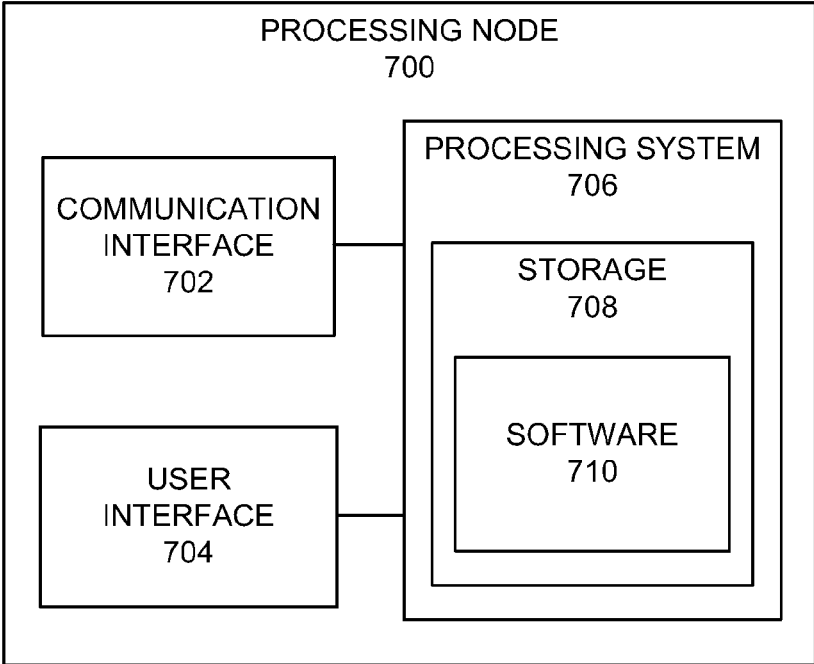 PROCESSING NODE
700
PROCESSING SYSTEM
706
COMMUNICATION
INTERFACE
702
STORAGE
708
SOFTWARE
710
USER
INTERFACE
704